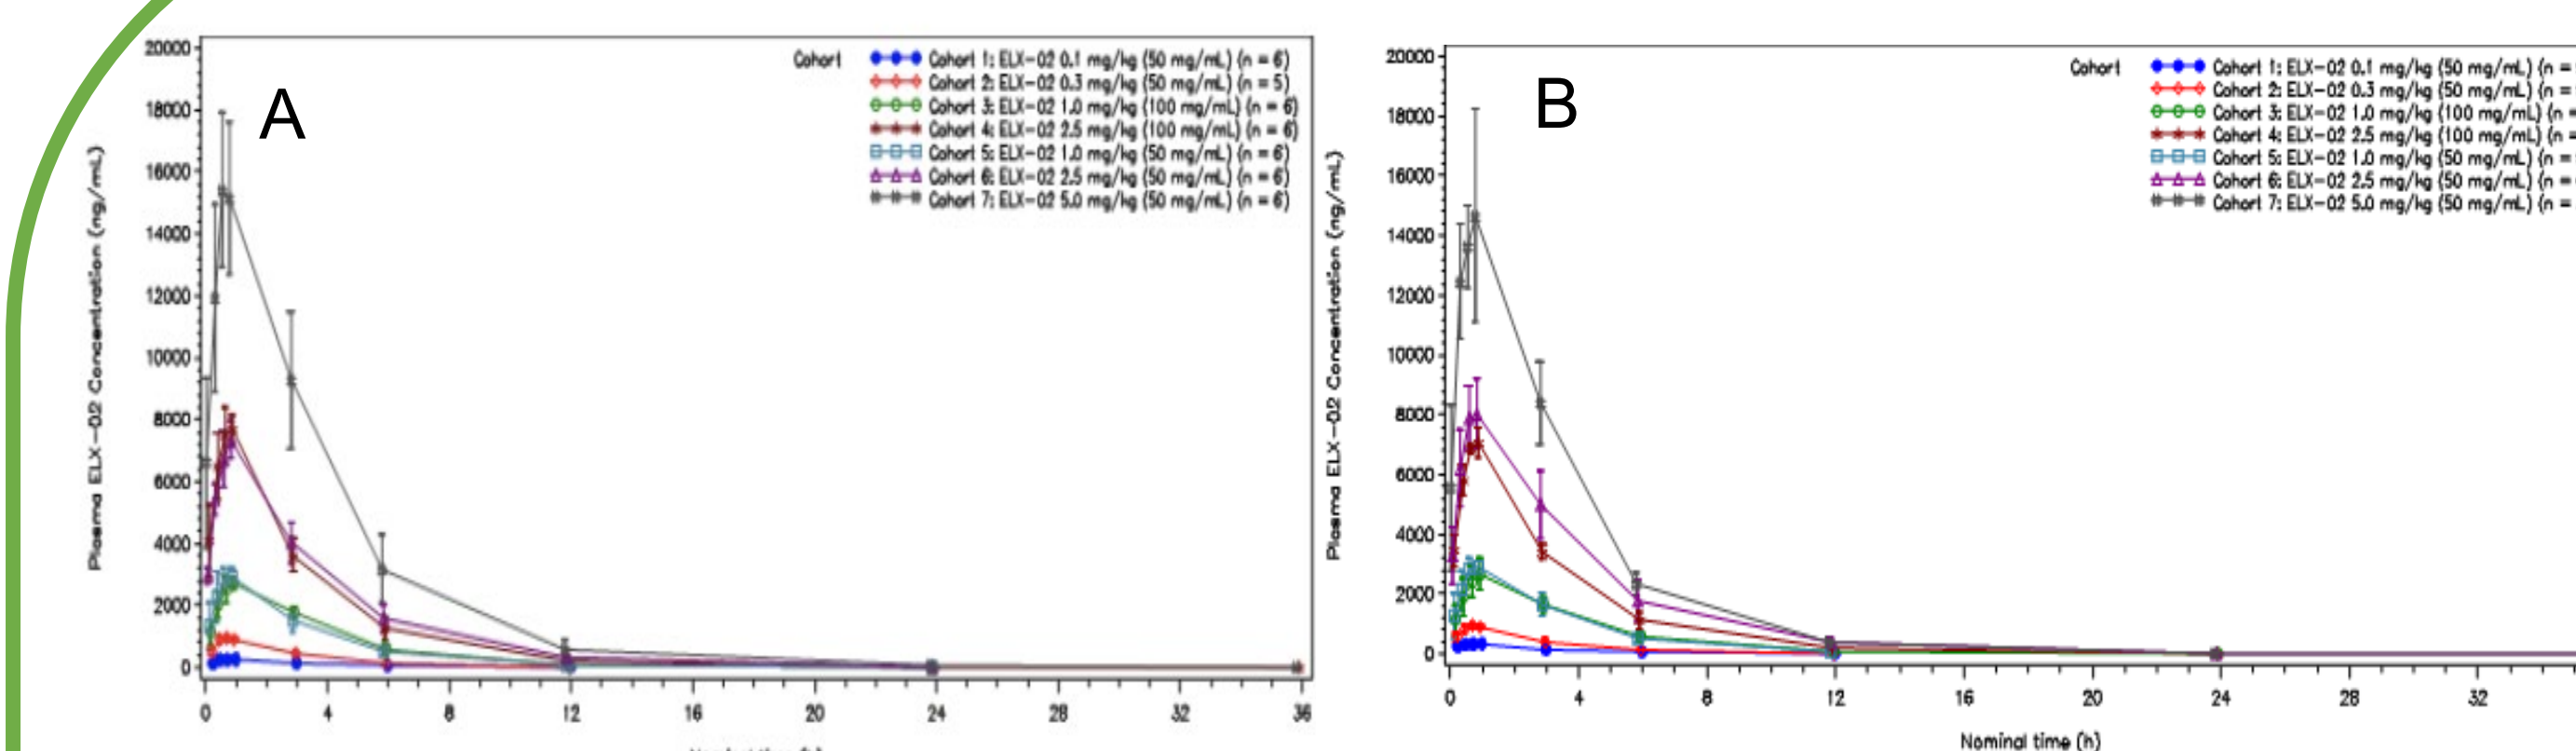 A
Plasma ELX-02 Concentration (ng/mL)
20000
18000
16000
14000
12000
10000
8000
6000
4000
2000
0
Cohort
Cohort 1: ELX-02 0.1 mg/kg (50 mg/mL) (n = 6)
Cohort 2: ELX-02 0.3 mg/kg (50 mg/mL) (n = 5)
Cohort 3: ELX-02 1.0 mg/kg (100 mg/mL) (n = 6)
Cohort 4: ELX-02 2.5 mg/kg (100 mg/mL) (n = 6)
Cohort 5: ELX-02 1.0 mg/kg (50 mg/mL) (n = 6)
Cohort 6: ELX-02 2.5 mg/kg (50 mg/mL) (n = 6)
Cohort 7: ELX-02 5.0 mg/kg (50 mg/mL) (n = 6)
0 4 8 12 16 20 24 28 32 36
B
Plasma ELX-02 Concentration (ng/mL)
20000
18000
16000
14000
12000
10000
8000
6000
4000
2000
0
Cohort
Cohort 1: ELX-02 0.1 mg/kg (50 mg/mL) (n =
Cohort 2: ELX-02 0.3 mg/kg (50 mg/mL) (n =
Cohort 3: ELX-02 1.0 mg/kg (100 mg/mL) (n =
Cohort 4: ELX-02 2.5 mg/kg (100 mg/mL) (n =
Cohort 5: ELX-02 1.0 mg/kg (50 mg/mL) (n =
Cohort 6: ELX-02 2.5 mg/kg (50 mg/mL) (n =
Cohort 7: ELX-02 5.0 mg/kg (50 mg/mL) (n =
0 4 8 12 16 20 24 28 32
Nominal time (h)